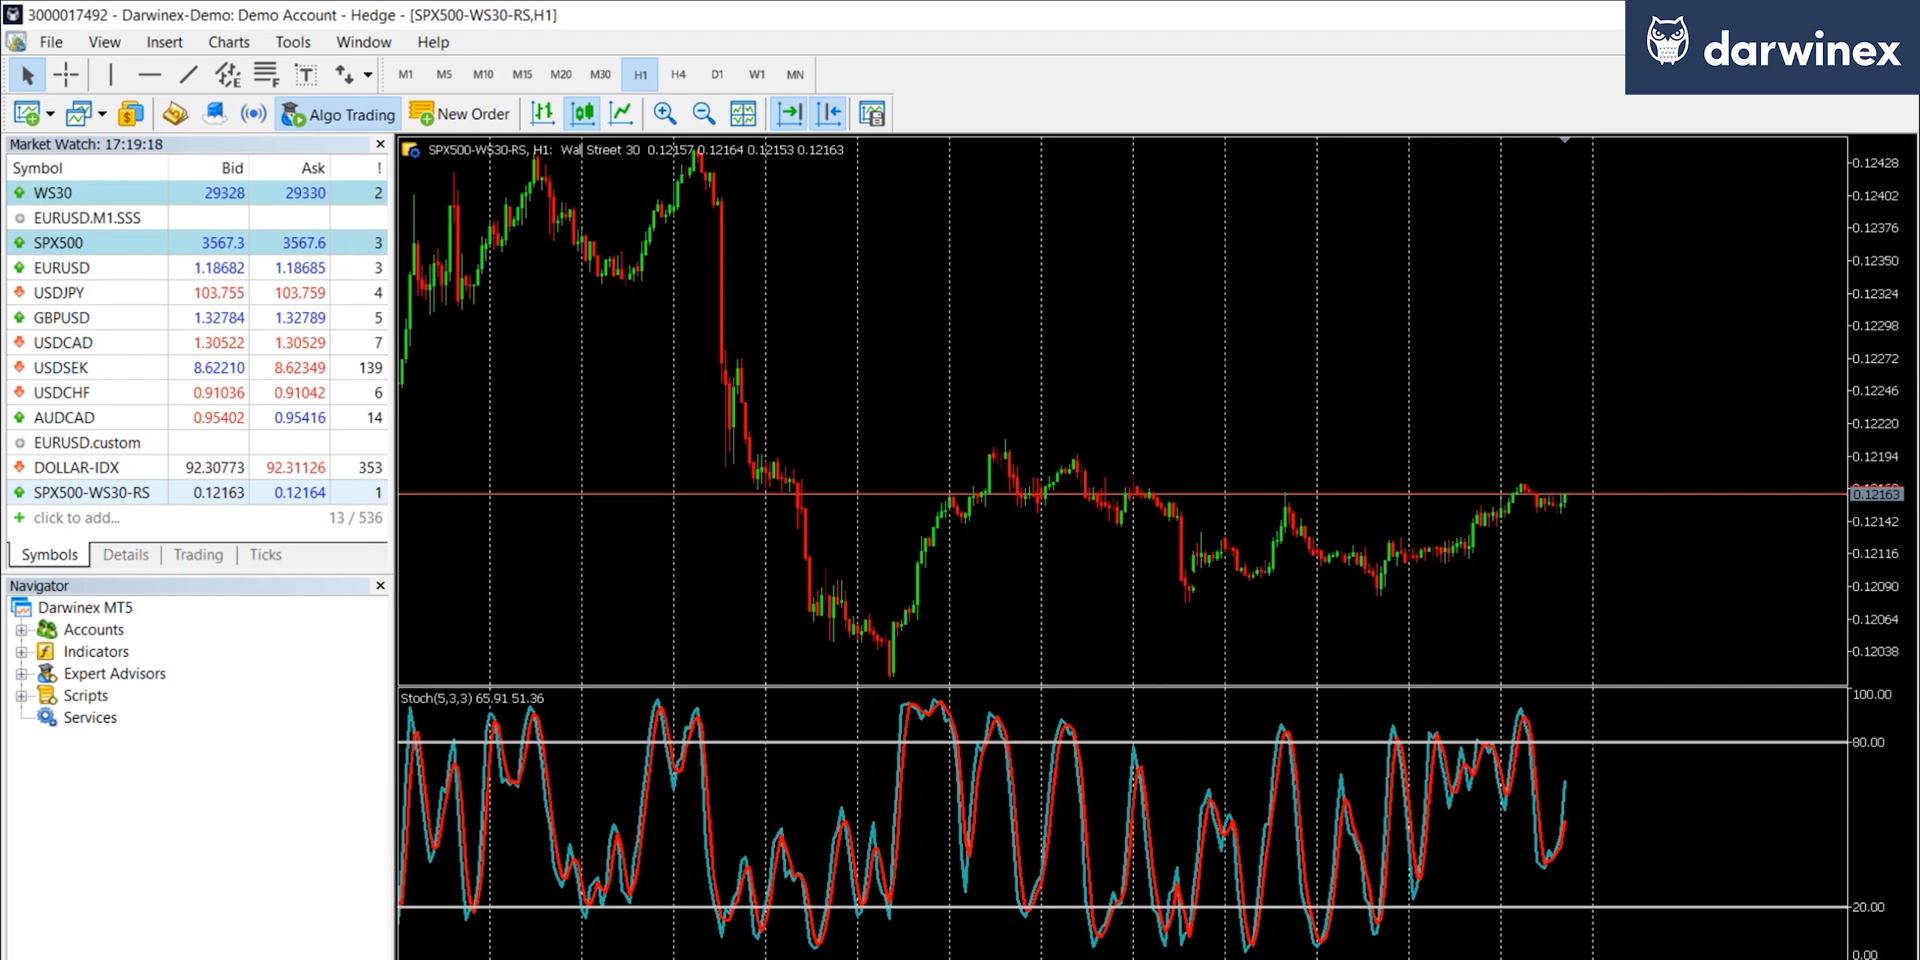 3000017492 - Darwinex-Demo: Demo Account - Hedge - [SPX500-WS30-RS,H1]
darwinex
File View Insert Charts Tools Window Help
E F T M1 M5 M10 M15 M20 M30 H1 H4 D1 W1 MN
$ Algo Trading New Order
Market Watch: 17:19:18
Symbol Bid Ask !
WS30 29328 29330 2
EURUSD.M1.SSS
SPX500 3567.3 3567.6 3
EURUSD 1.18682 1.18685 3
USDJPY 103.755 103.759 4
GBPUSD 1.32784 1.32789 5
USDCAD 1.30522 1.30529 7
USDSEK 8.62210 8.62349 139
USDCHF 0.91036 0.91042 6
AUDCAD 0.95402 0.95416 14
EURUSD.custom
DOLLAR-IDX 92.30773 92.31126 353
SPX500-WS30-RS 0.12163 0.12164 1
+ click to add... 13 / 536
Symbols Details Trading Ticks
Navigator
Darwinex MT5
Accounts
Indicators
Expert Advisors
Scripts
Services
SPX500-WS30-RS, H1: Wall Street 30 0.12157 0.12164 0.12153 0.12163
0.12428
0.12402
0.12376
0.12350
0.12324
0.12298
0.12272
0.12246
0.12220
0.12194
0.12163
0.12142
0.12116
0.12090
0.12064
0.12038
Stoch(5,3,3) 65.91 51.36
100.00
80.00
20.00
0.00